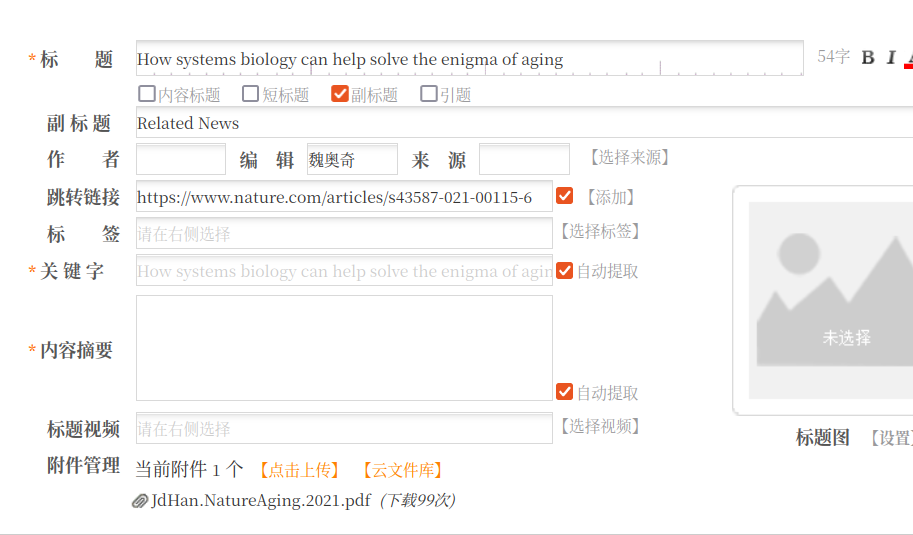 * 标 题 How systems biology can help solve the enigma of aging 54字 B I
内容标题 短标题 副标题 引题
副 标 题 Related News
作 者 编 辑 魏奥奇 来 源 【选择来源】
跳转链接 https://www.nature.com/articles/s43587-021-00115-6 【添加】
标 签 请在右侧选择 【选择标签】
* 关 键 字 How systems biology can help solve the enigma of agin 自动提取
未选择
* 内容摘要
自动提取
标题视频 请在右侧选择 【选择视频】
标题图 【设置】
附件管理 当前附件 1 个 【点击上传】 【云文件库】
JdHan.NatureAging.2021.pdf (下载99次)